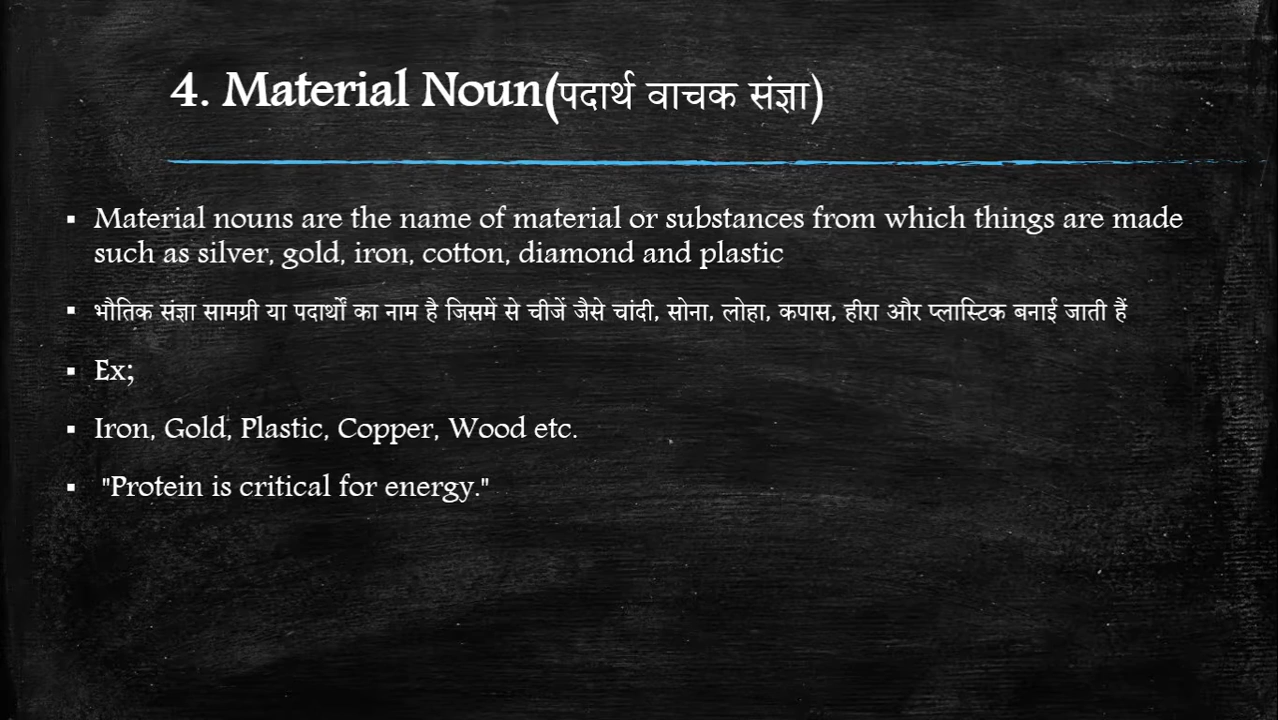 4. Material Noun(पदार्थ वाचक संज्ञा)
▪ Material nouns are the name of material or substances from which things are made
such as silver, gold, iron, cotton, diamond and plastic
▪ भौतिक संज्ञा सामग्री या पदार्थों का नाम है जिसमें से चीजें जैसे चांदी, सोना, लोहा, कपास, हीरा और प्लास्टिक बनाई जाती हैं
▪ Ex;
▪ Iron, Gold, Plastic, Copper, Wood etc.
▪ "Protein is critical for energy."